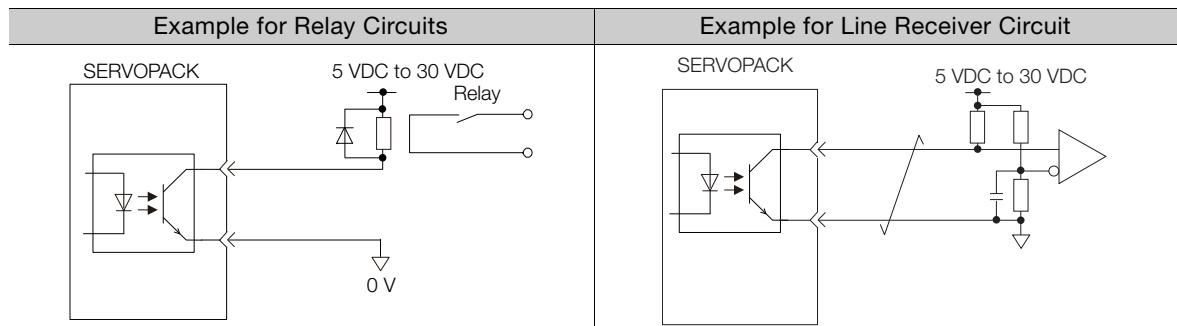 Example for Relay Circuits
Example for Line Receiver Circuit
SERVOPACK
5 VDC to 30 VDC
Relay
0 V
SERVOPACK
5 VDC to 30 VDC